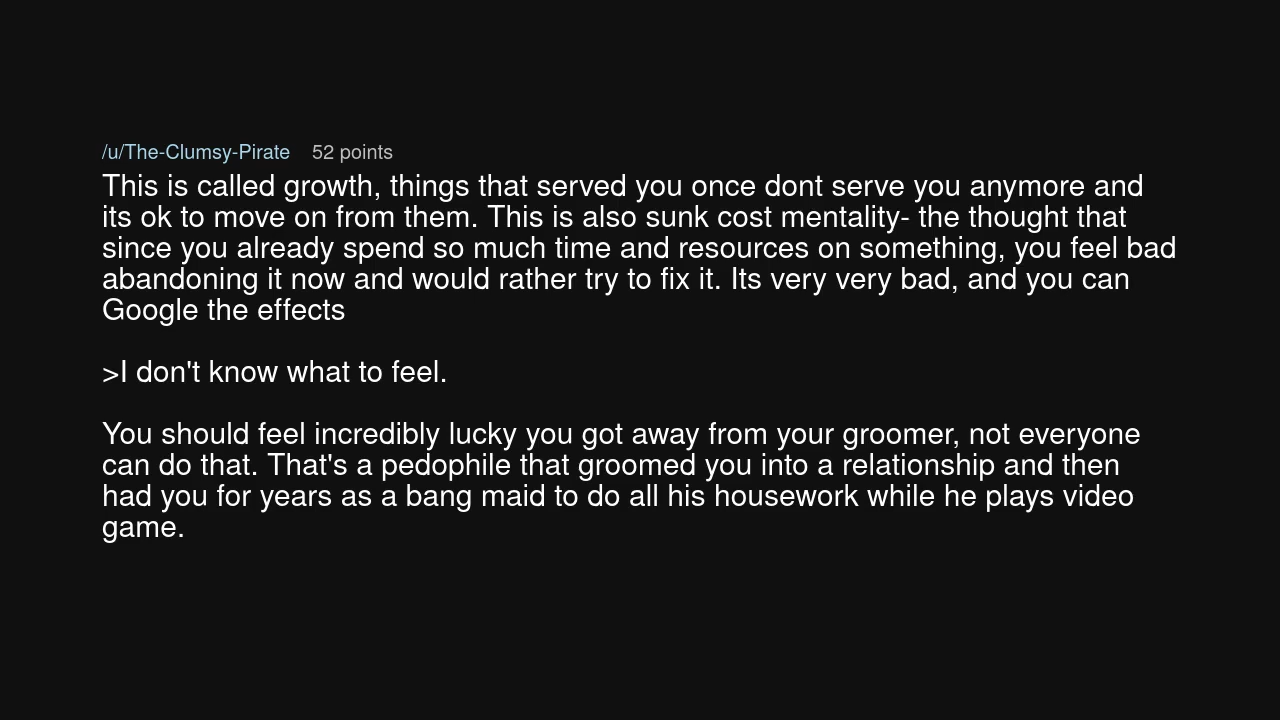 /u/The-Clumsy-Pirate 52 points
This is called growth, things that served you once dont serve you anymore and
its ok to move on from them. This is also sunk cost mentality- the thought that
since you already spend so much time and resources on something, you feel bad
abandoning it now and would rather try to fix it. Its very very bad, and you can
Google the effects
>I don't know what to feel.
You should feel incredibly lucky you got away from your groomer, not everyone
can do that. That's a pedophile that groomed you into a relationship and then
had you for years as a bang maid to do all his housework while he plays video
game.